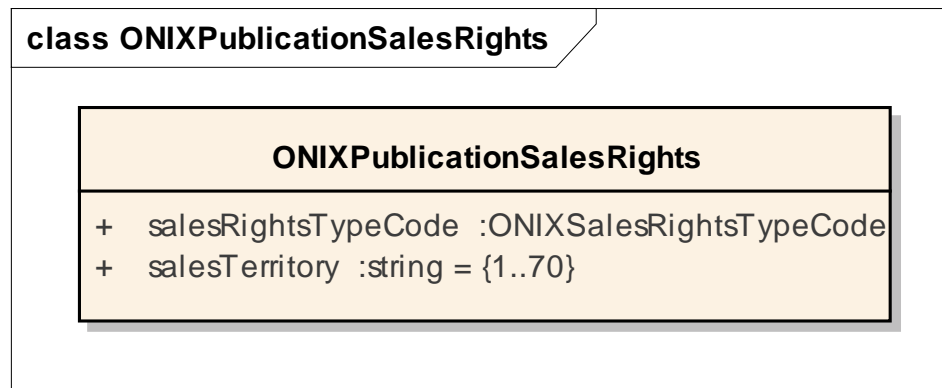 class ONIXPublicationSalesRights
ONIXPublicationSalesRights
+ salesRightsTypeCode :ONIXSalesRightsTypeCode
+ salesTerritory :string = {1..70}